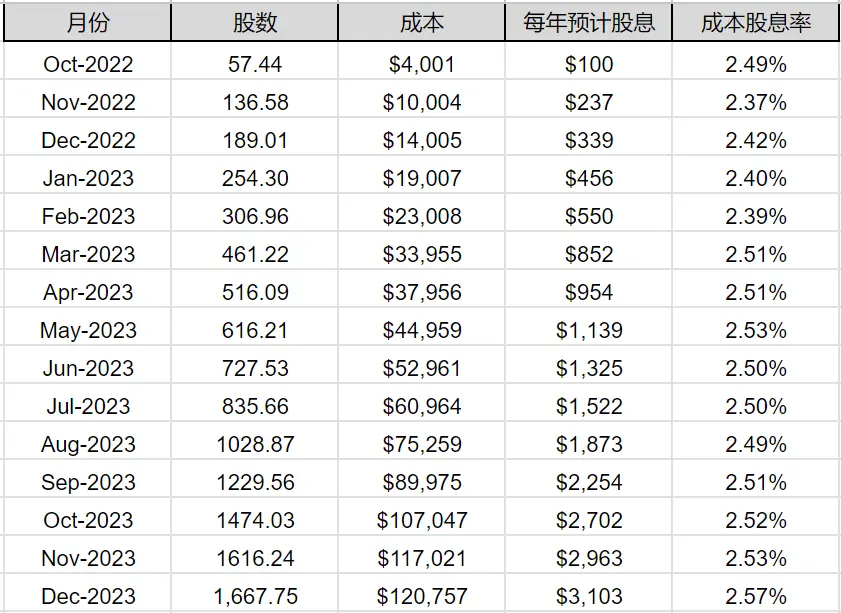 月份 股数 成本 每年预计股息 成本股息率
Oct-2022 57.44 $4,001 $100 2.49%
Nov-2022 136.58 $10,004 $237 2.37%
Dec-2022 189.01 $14,005 $339 2.42%
Jan-2023 254.30 $19,007 $456 2.40%
Feb-2023 306.96 $23,008 $550 2.39%
Mar-2023 461.22 $33,955 $852 2.51%
Apr-2023 516.09 $37,956 $954 2.51%
May-2023 616.21 $44,959 $1,139 2.53%
Jun-2023 727.53 $52,961 $1,325 2.50%
Jul-2023 835.66 $60,964 $1,522 2.50%
Aug-2023 1028.87 $75,259 $1,873 2.49%
Sep-2023 1229.56 $89,975 $2,254 2.51%
Oct-2023 1474.03 $107,047 $2,702 2.52%
Nov-2023 1616.24 $117,021 $2,963 2.53%
Dec-2023 1,667.75 $120,757 $3,103 2.57%